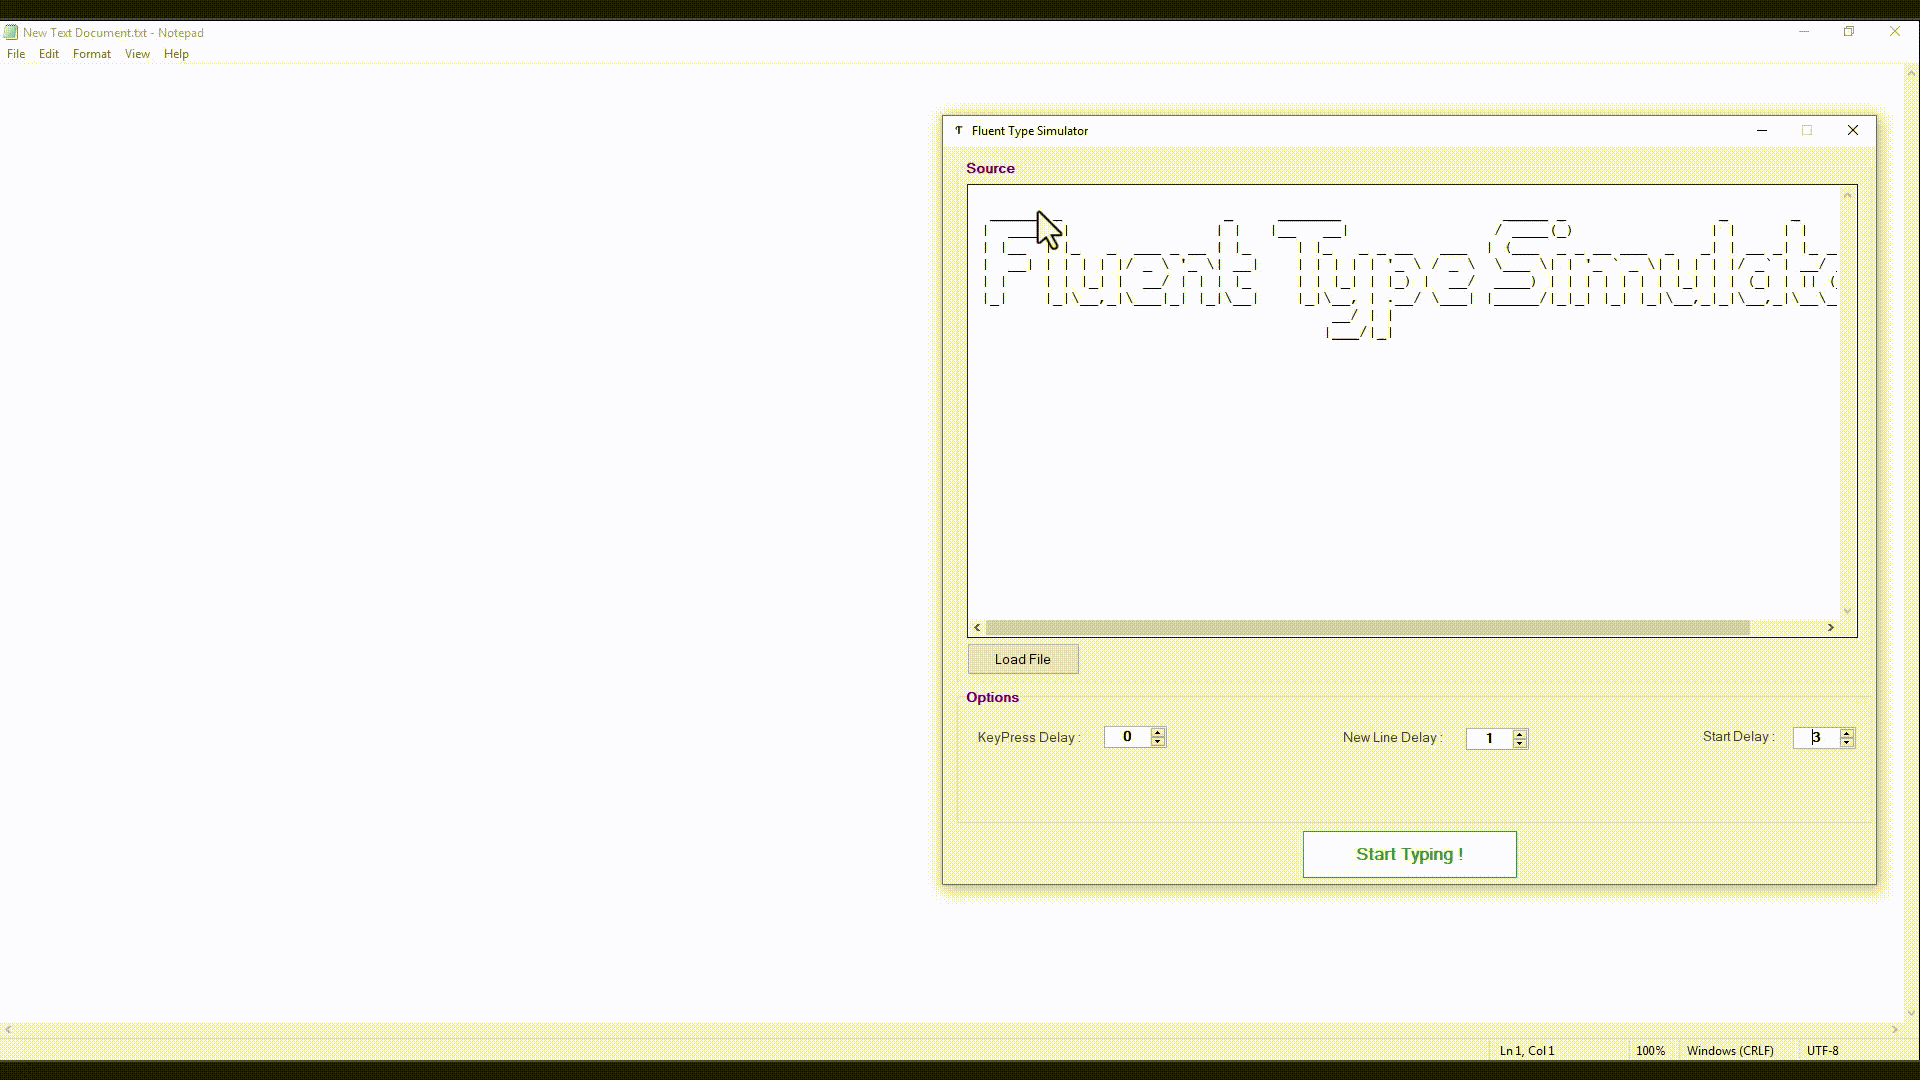 New Text Document.txt - Notepad
File Edit Format View Help
Fluent Type Simulator
Source
Fluent Type Simulat
Load File
Options
KeyPress Delay : 0
New Line Delay : 1
Start Delay : 3
Start Typing !
Ln 1, Col 1
100%
Windows (CRLF)
UTF-8